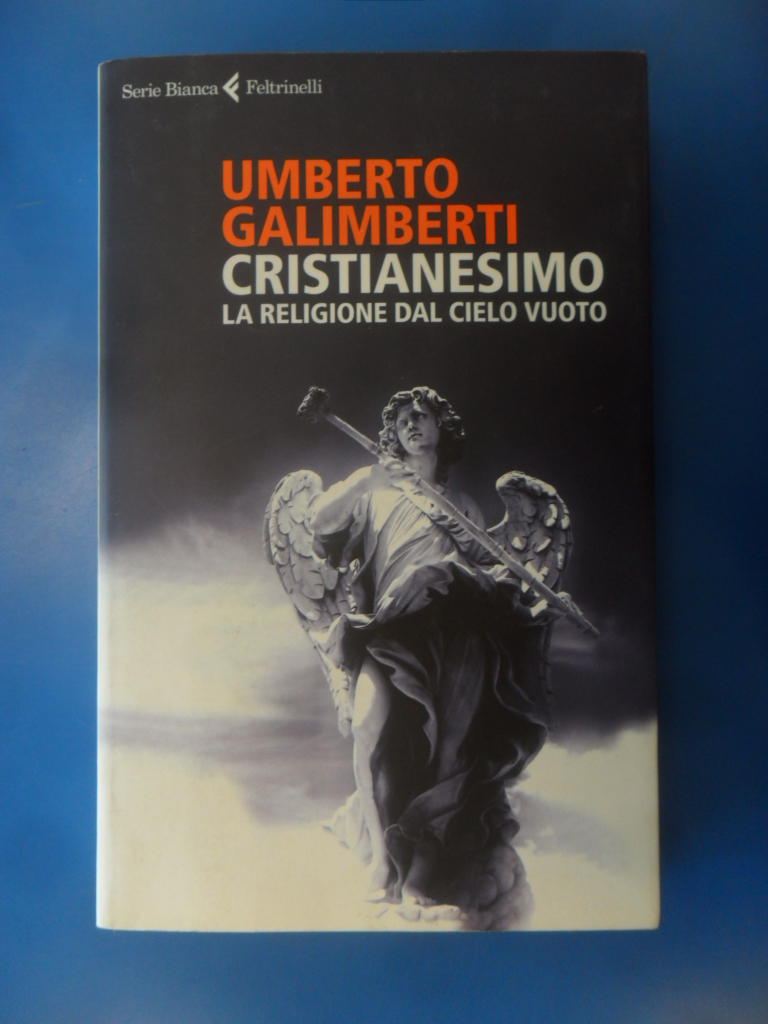 Serie Bianca Feltrinelli
UMBERTO
GALIMBERTI
CRISTIANESIMO
LA RELIGIONE DAL CIELO VUOTO